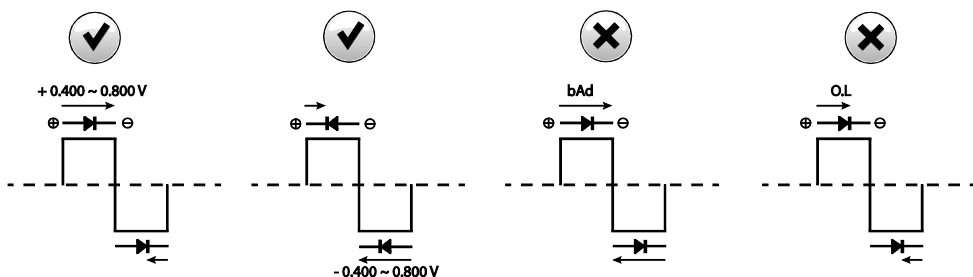 + 0.400 ~ 0.800 V
bAd
O.L
⊕ ⊖
⊕ ⊖
⊕ ⊖
⊕ ⊖
- 0.400 ~ 0.800 V